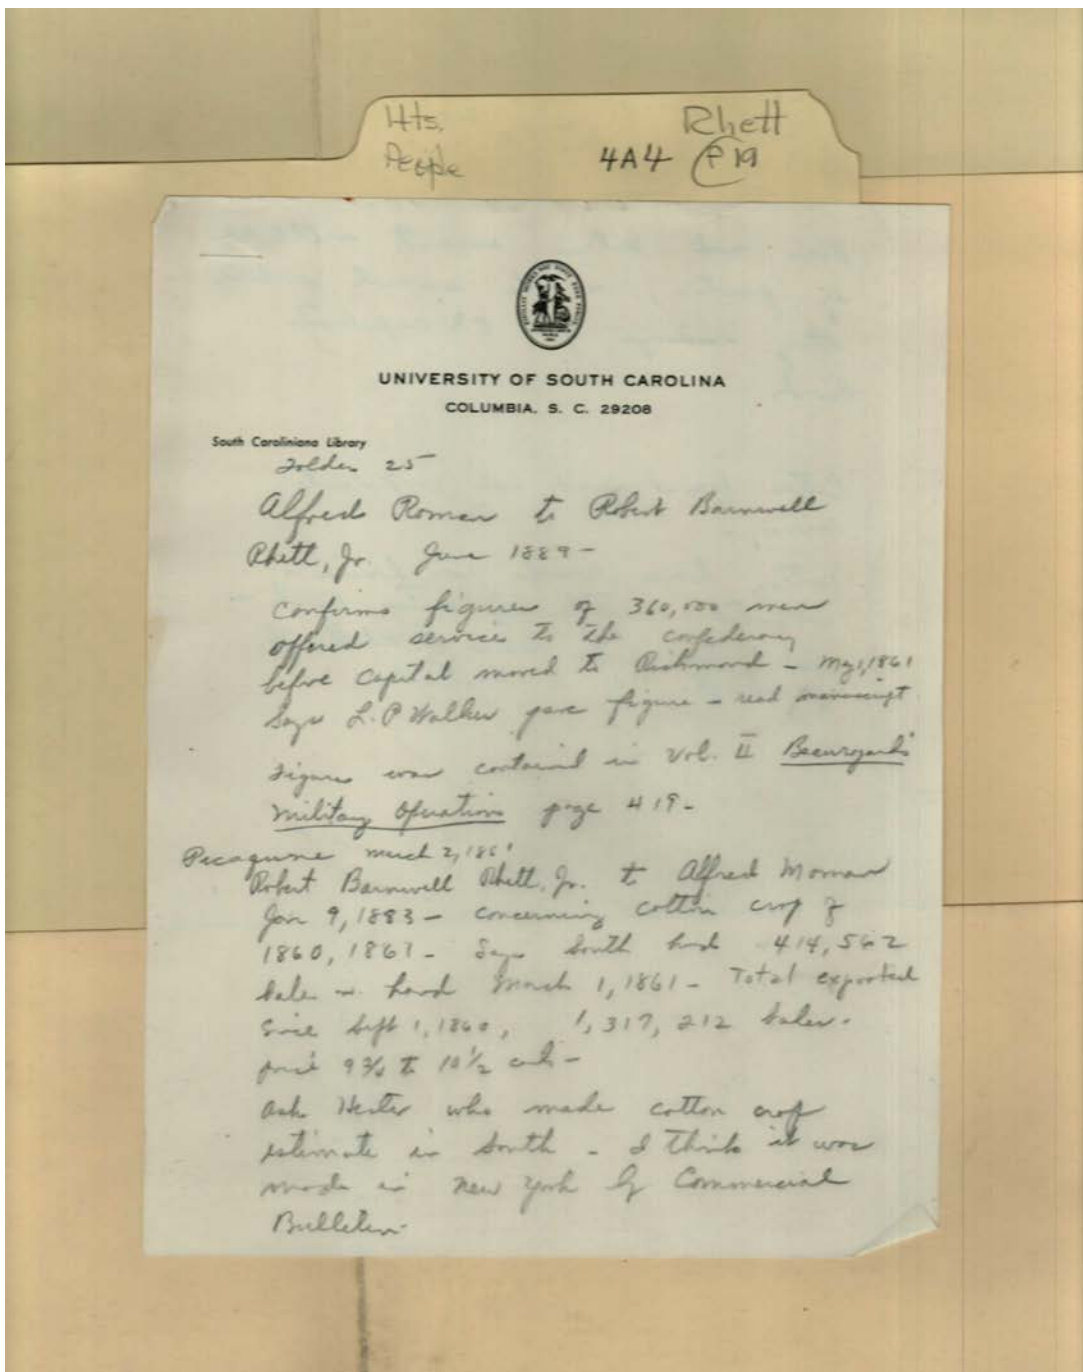 Hts. Rhett
People 4A4 P19
UNIVERSITY OF SOUTH CAROLINA
COLUMBIA, S. C. 29208
South Caroliniana Library
Folder 25
Alfred Roman to Robert Barnwell
Rhett, Jr. June 1889 -
Confirms figures of 360,000 men
offered services to the confederacy
before capital moved to Richmond - May 1, 1861
Says L. P Walker gave figure - read manuscript
Figure was contained in Vol. II Beauregard's
Military Operations page 419 -
Picayune March 2, 1861
Robert Barnwell Rhett, Jr. to Alfred Moman
Jan 9, 1883 - concerning cotton crop of
1860, 1861 - Says South had 414,562
bales on hand March 1, 1861 - Total exported
since Sept 1, 1860, 1,317,212 bales -
price 9 3/4 to 10 1/2 cents -
Ask Hester who made cotton crop
estimate in South - I think it was
made in New York by Commercial
Bulletin -